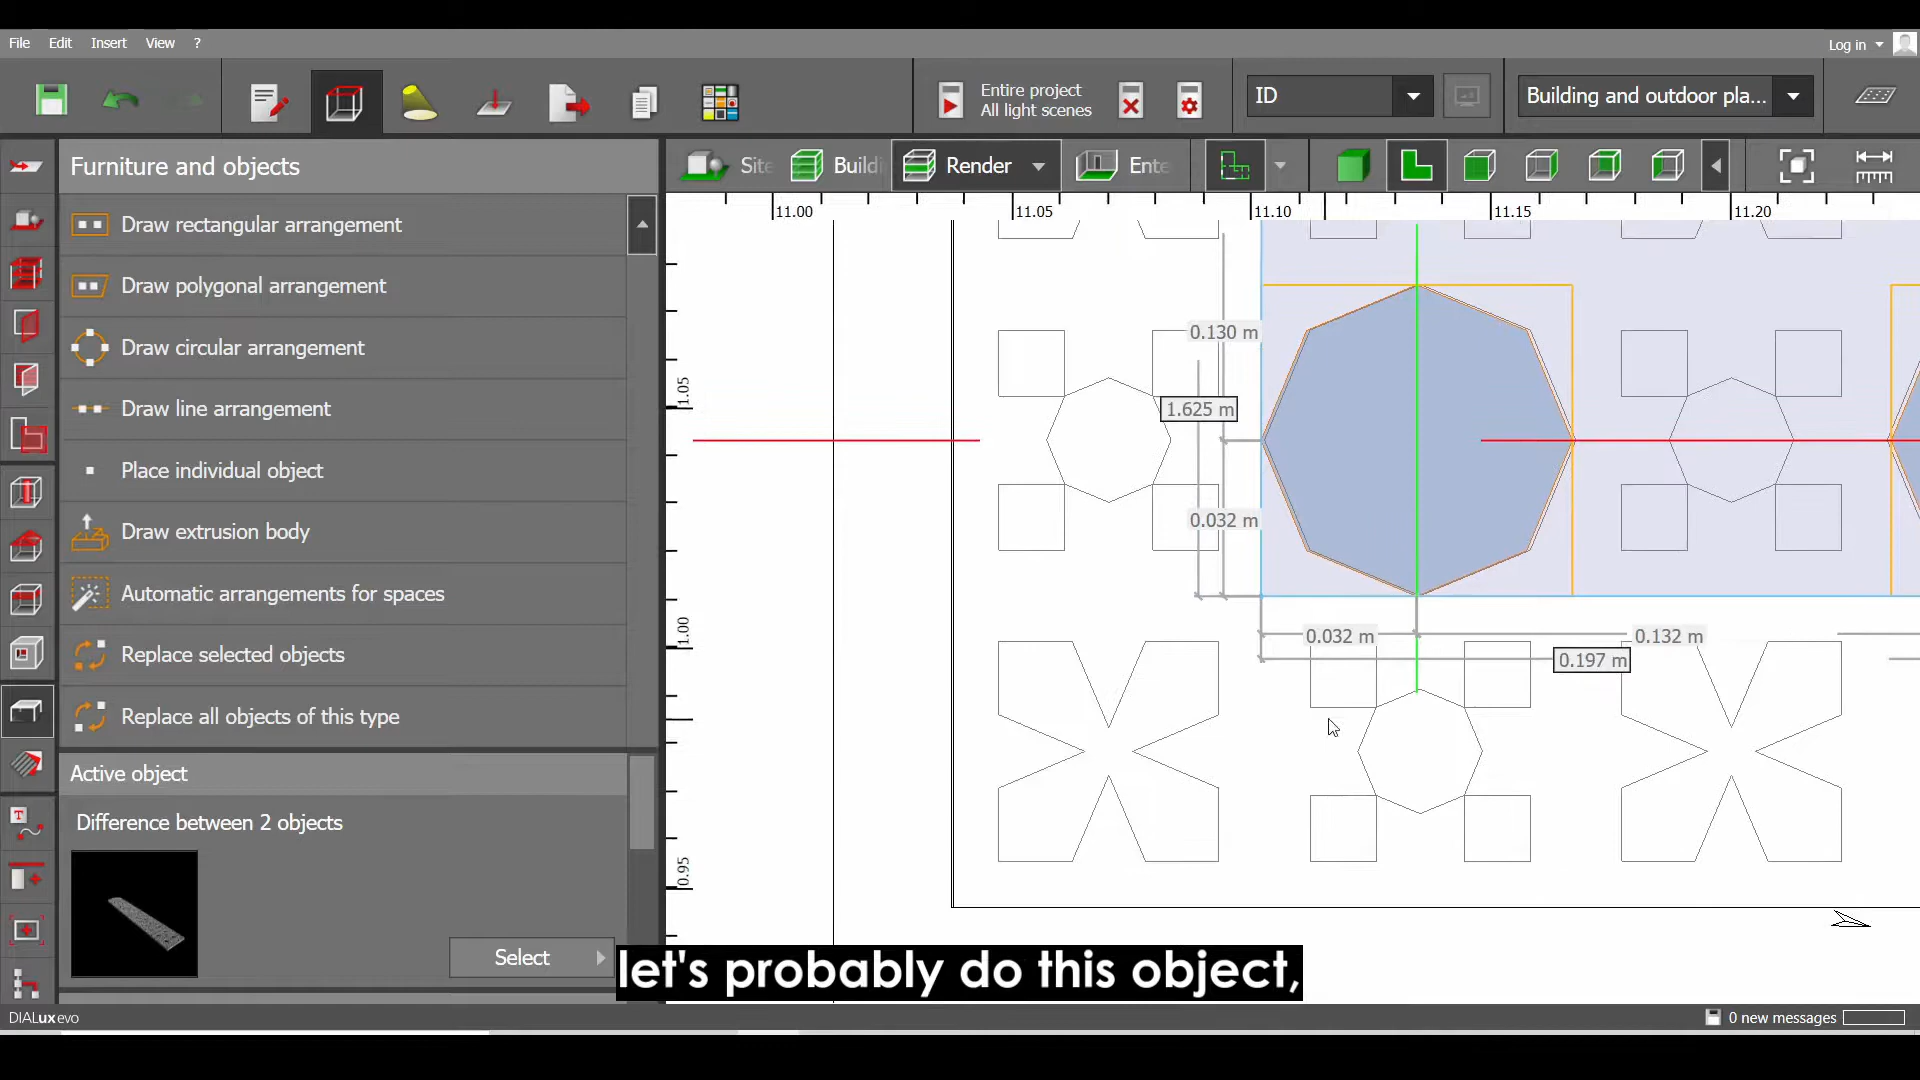 File Edit Insert View ?
Log in
Entire project
All light scenes
ID
Building and outdoor pla...
Furniture and objects
Site
Buildi
Render
Ente
11.00
11.05
11.10
11.15
11.20
Draw rectangular arrangement
Draw polygonal arrangement
Draw circular arrangement
Draw line arrangement
Place individual object
Draw extrusion body
Automatic arrangements for spaces
Replace selected objects
Replace all objects of this type
Active object
Difference between 2 objects
Select
1.05
1.00
0.95
0.130 m
1.625 m
0.032 m
0.032 m
0.132 m
0.197 m
let's probably do this object,
DIALux evo
0 new messages